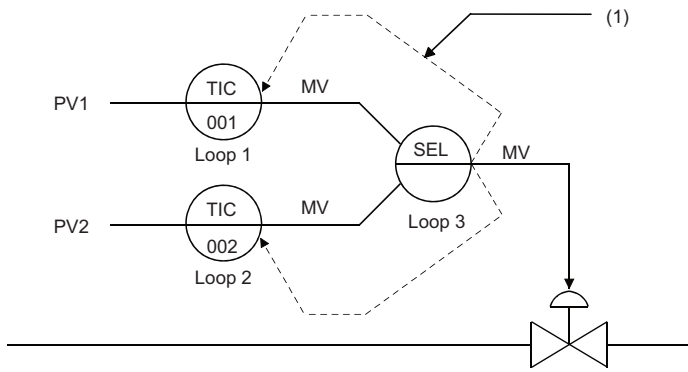 (1)
PV1
TIC
001
MV
Loop 1
SEL
MV
Loop 3
PV2
TIC
002
MV
Loop 2